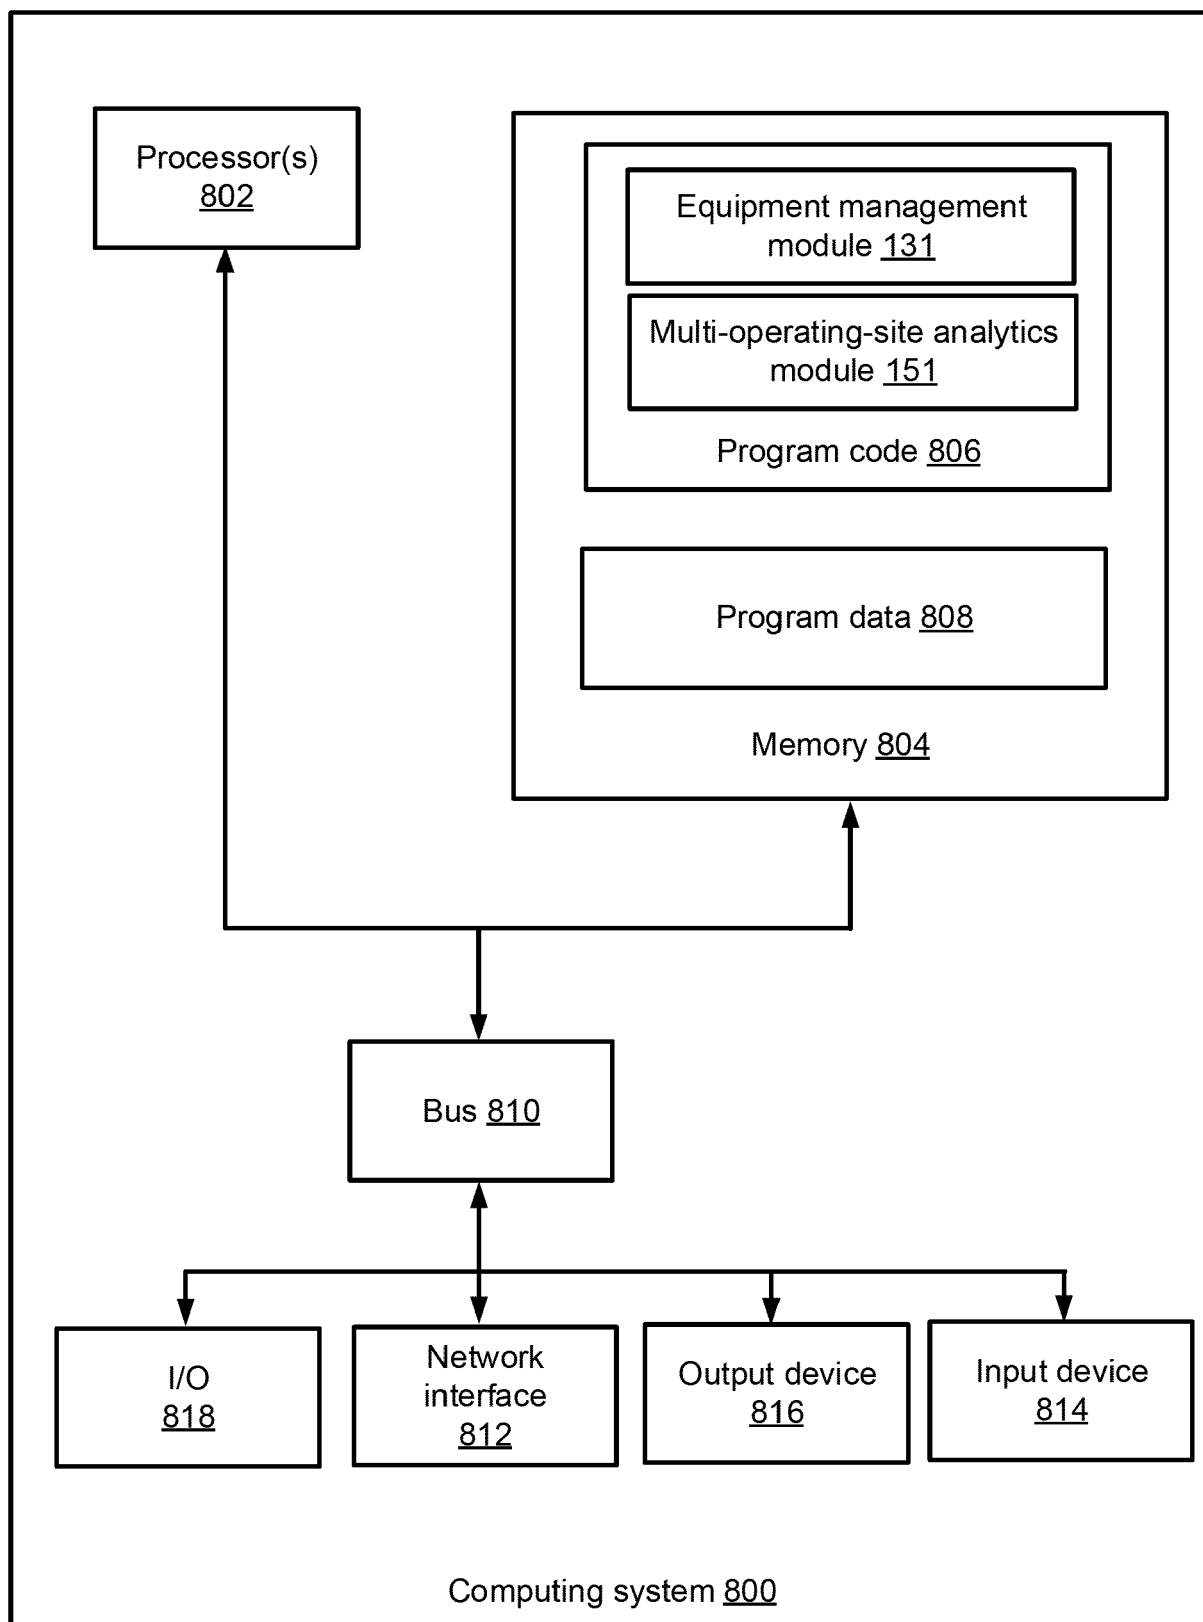 Processor(s)
802
Equipment management
module 131
Multi-operating-site analytics
module 151
Program code 806
Program data 808
Memory 804
Bus 810
I/O
818
Network
interface
812
Output device
816
Input device
814
Computing system 800